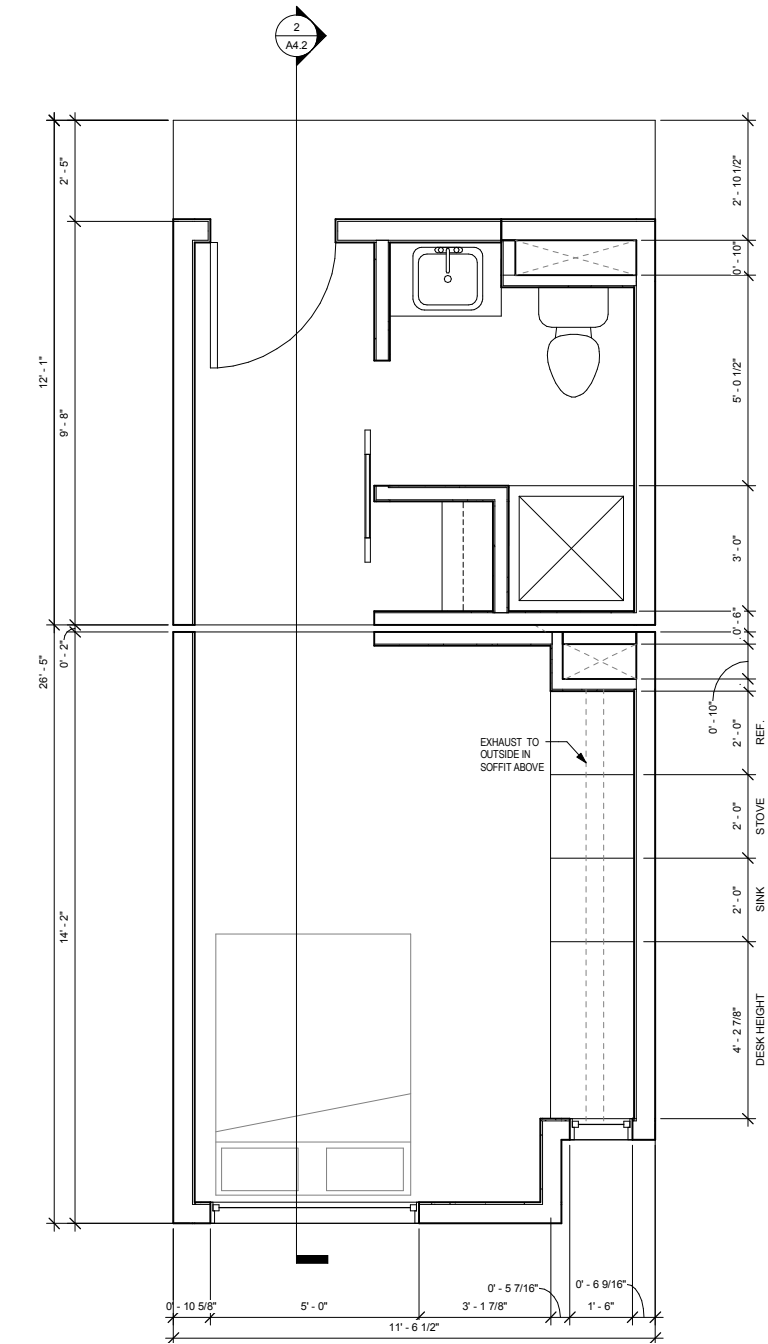 2
A4.2
2' - 5"
12' - 1"
9' - 8"
26' - 5"
0' - 2"
14' - 2"
2' - 10 1/2"
0' - 10"
5' - 0 1/2"
3' - 0"
0' - 6"
0' - 10"
2' - 0"
REF.
2' - 0"
STOVE
2' - 0"
SINK
4' - 2 7/8"
DESK HEIGHT
EXHAUST TO
OUTSIDE IN
SOFFIT ABOVE
0' - 10 5/8"
5' - 0"
3' - 1 7/8"
0' - 5 7/16"
1' - 6"
0' - 6 9/16"
11' - 6 1/2"